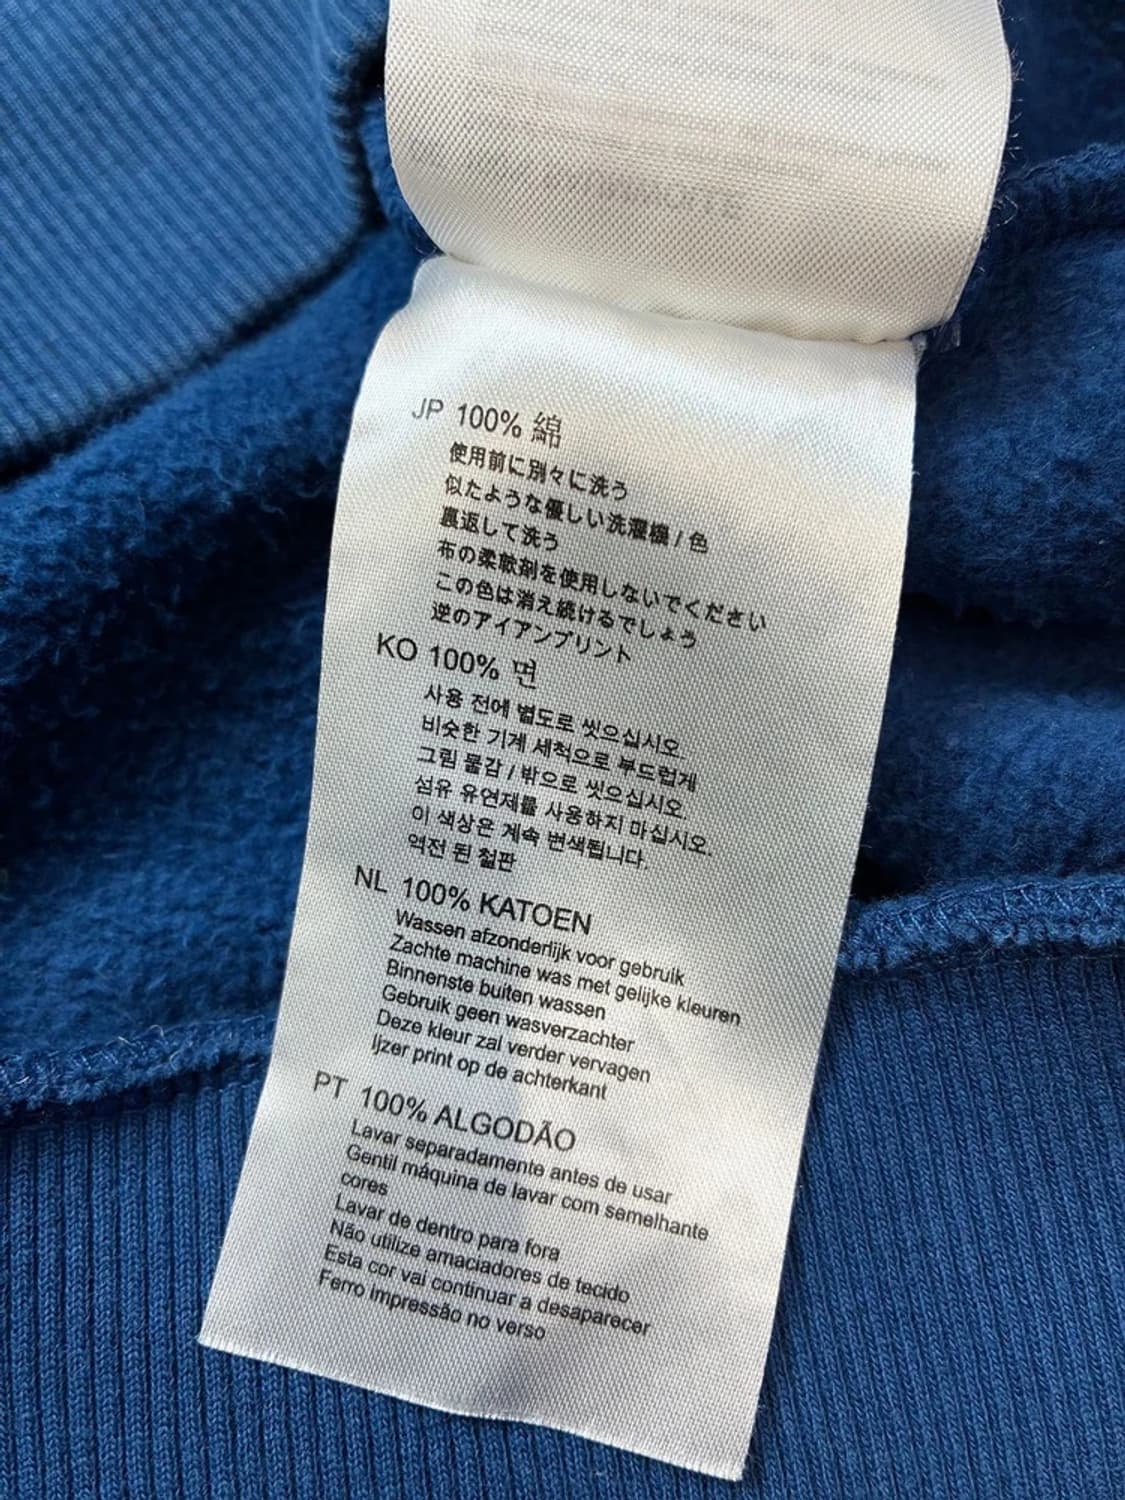 JP 100% 綿
使用前に別々に洗う
似たような優しい洗濯機 / 色
裏返して洗う
布の柔軟剤を使用しないでください
この色は消え続けるでしょう
逆のアイアンプリント
KO 100% 면
사용 전에 별도로 씻으십시오.
비슷한 기계 세척으로 부드럽게
그림 물감 / 밖으로 씻으십시오.
섬유 유연제를 사용하지 마십시오.
이 색상은 계속 변색됩니다.
역전 된 철판
NL 100% KATOEN
Wassen afzonderlijk voor gebruik
Zachte machine was met gelijke kleuren
Binnenste buiten wassen
Gebruik geen wasverzachter
Deze kleur zal verder vervagen
Ijzer print op de achterkant
PT 100% ALGODÃO
Lavar separadamente antes de usar
Gentil máquina de lavar com semelhante
cores
Lavar de dentro para fora
Não utilize amaciadores de tecido
Esta cor vai continuar a desaparecer
Ferro impressão no verso